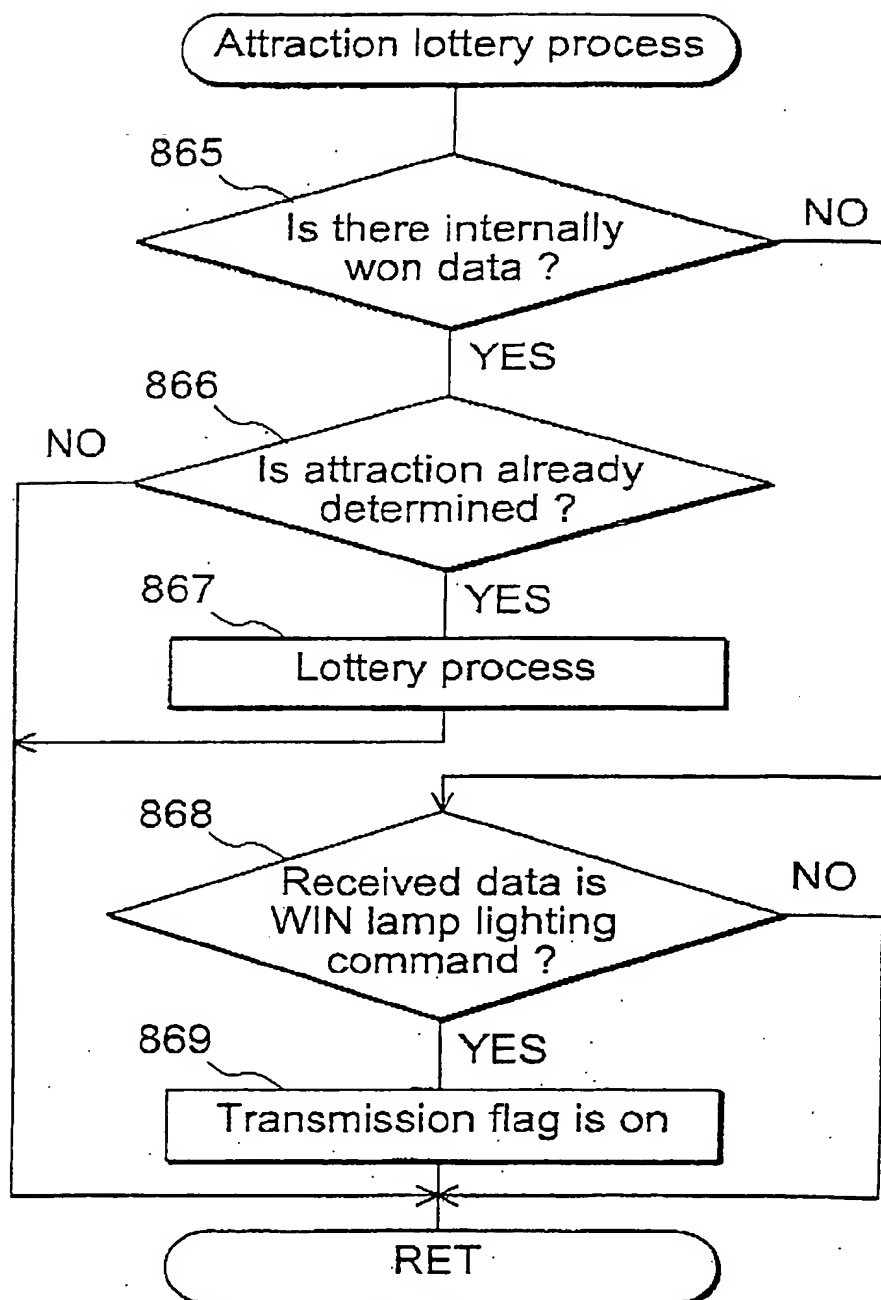 Attraction lottery process
865
Is there internally
won data ?
NO
YES
866
NO
Is attraction already
determined ?
867
YES
Lottery process
868
Received data is
WIN lamp lighting
command ?
NO
869
YES
Transmission flag is on
RET